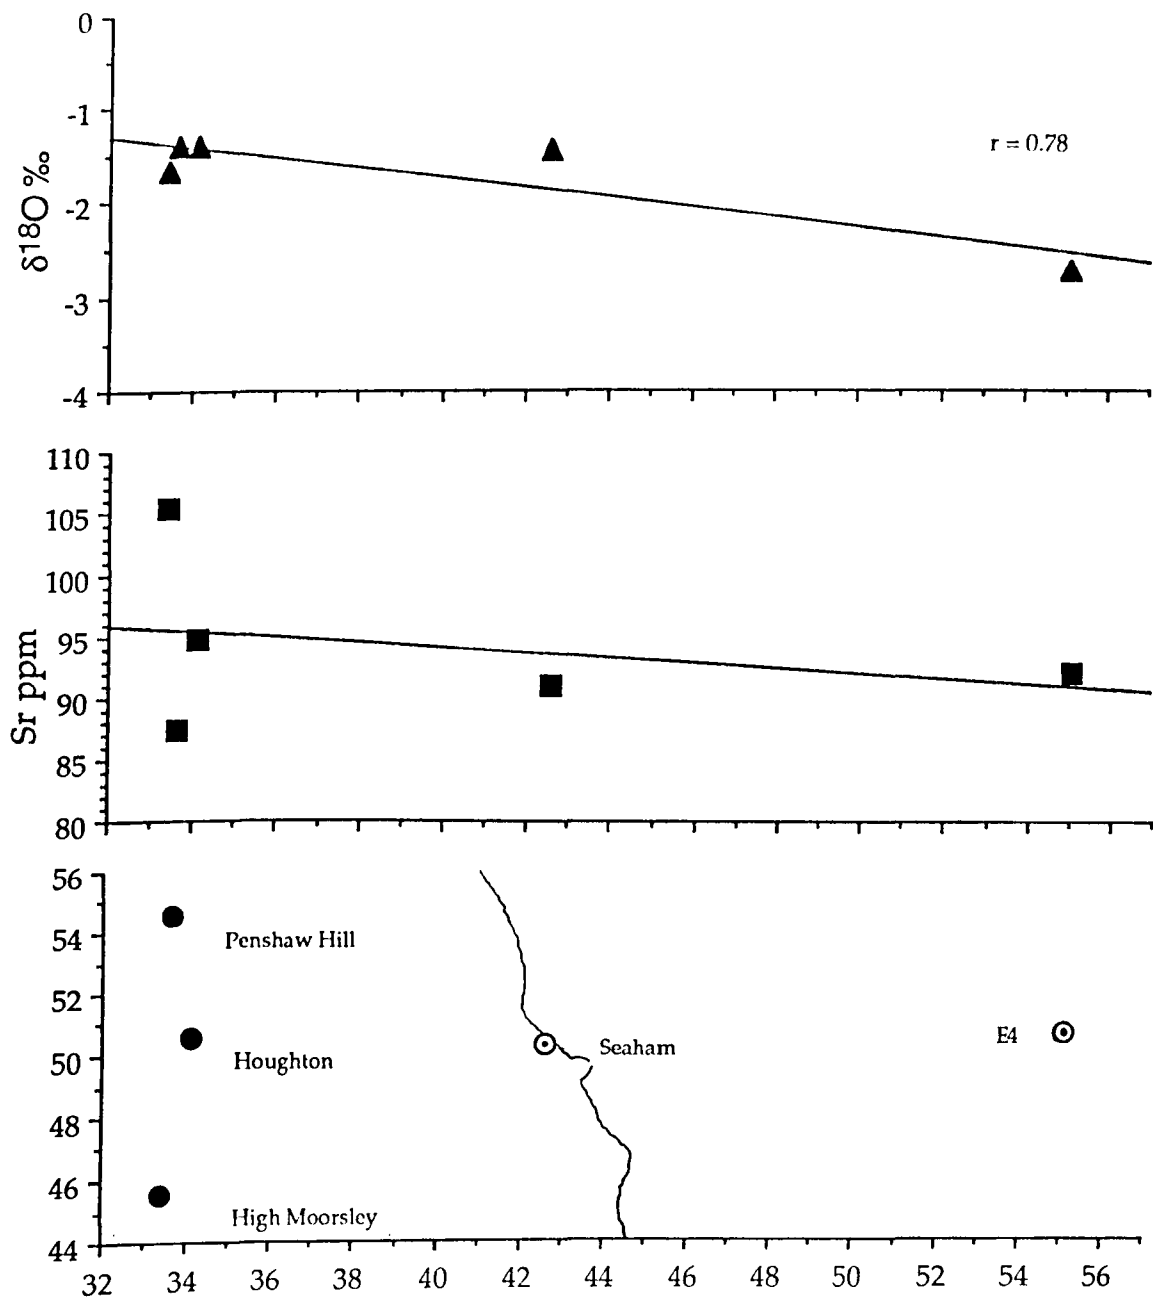 0
-1
r = 0.78
δ18O ‰
-2
-3
-4
110
105
100
95
Sr ppm
90
85
80
56
Penshaw Hill
54
52
E4
Seaham
50
Houghton
48
46
High Moorsley
44
32 34 36 38 40 42 44 46 48 50 52 54 56